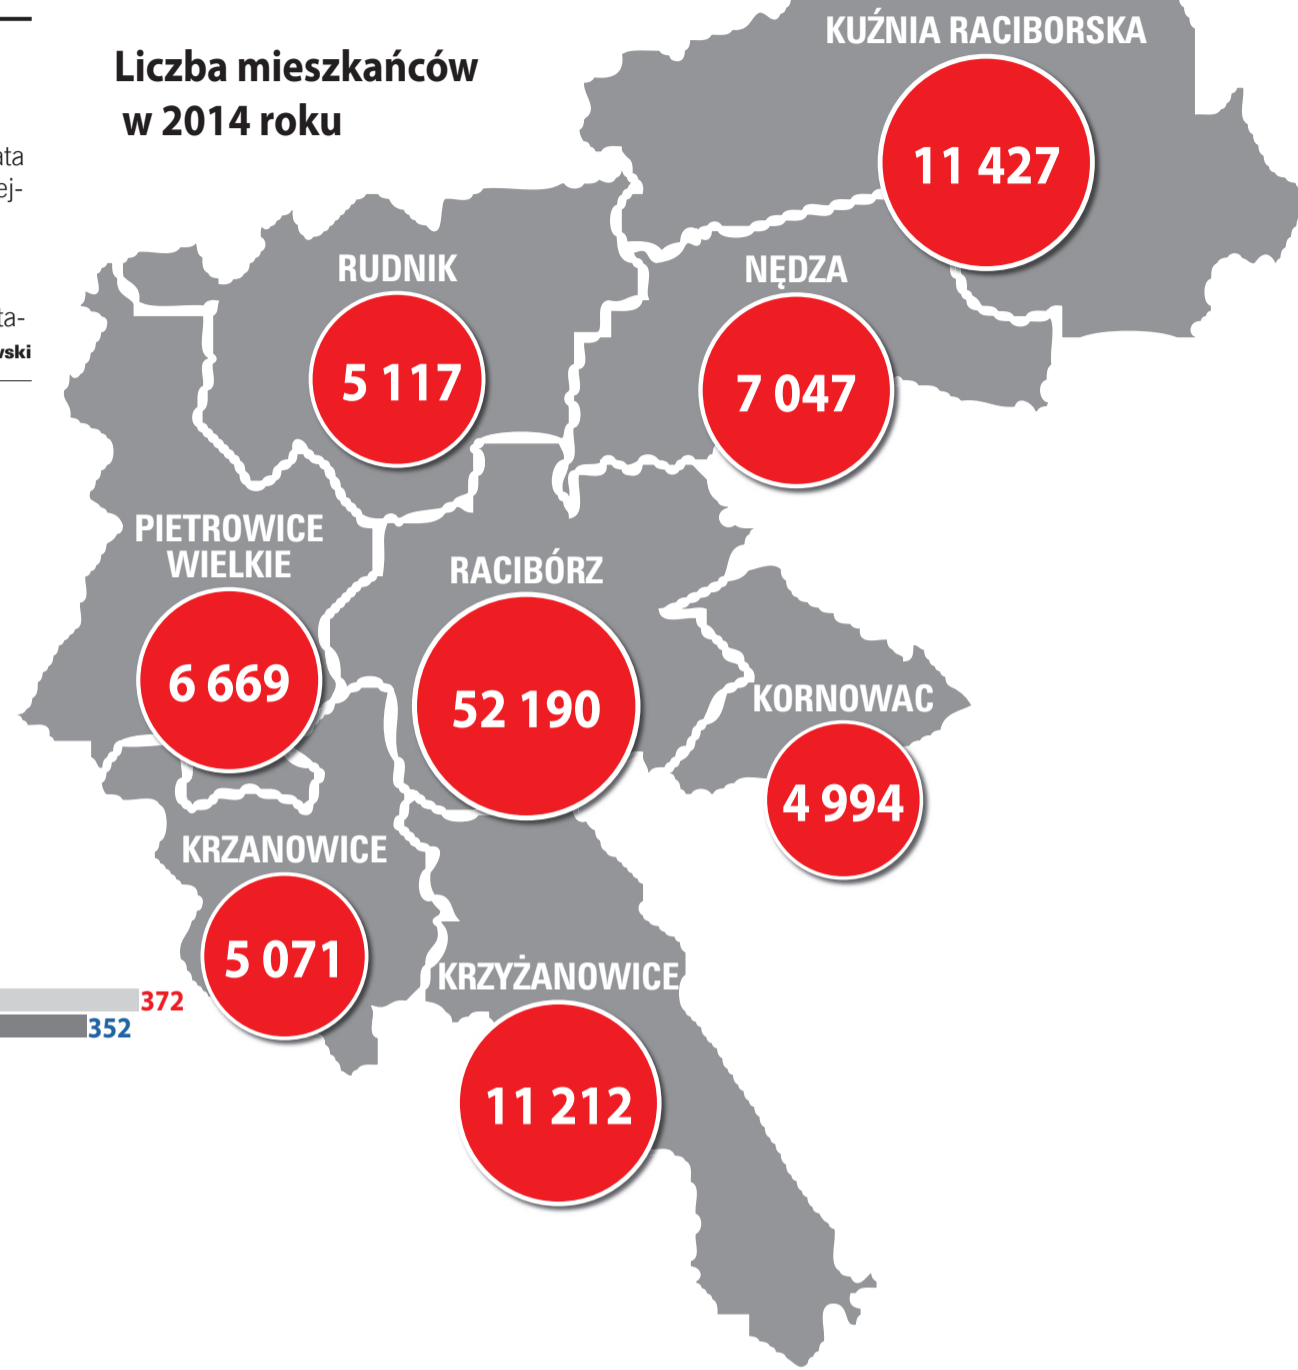 Liczba mieszkańców
w 2014 roku
KUŹNIA RACIBORSKA
11 427
RUDNIK
5 117
NĘDZA
7 047
PIETROWICE
WIELKIE
6 669
RACIBÓRZ
52 190
KORNOWAC
4 994
KRZANOWICE
5 071
KRZYŻANOWICE
11 212
372
352